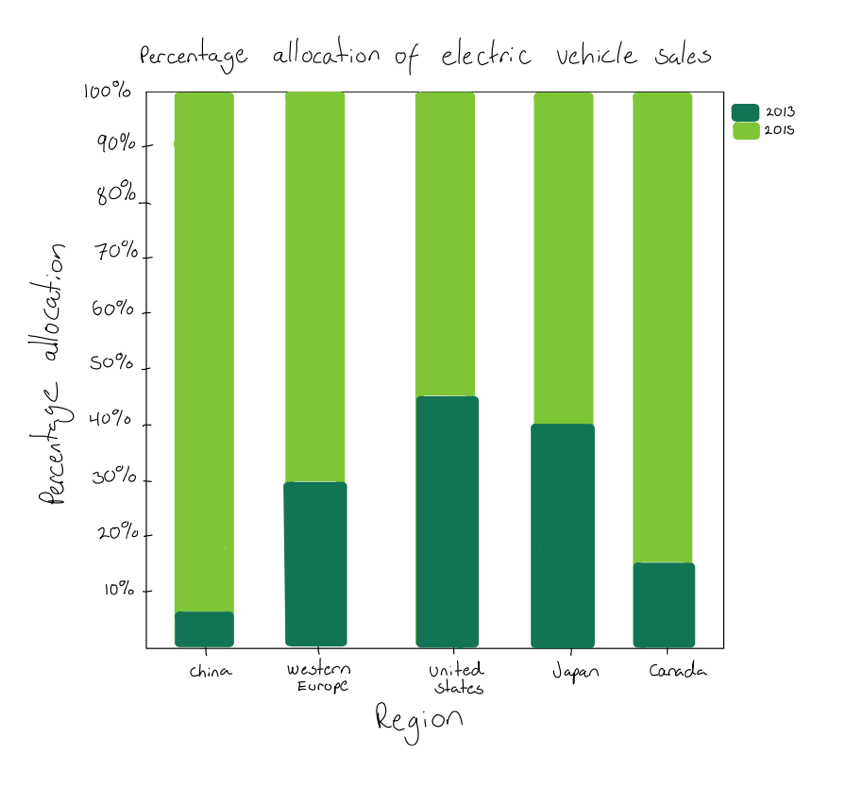 Percentage allocation of electric vehicle sales
100%
90%
80%
70%
60%
50%
40%
30%
20%
10%
Percentage allocation
2013
2015
China
Western
Europe
United
States
Japan
Canada
Region